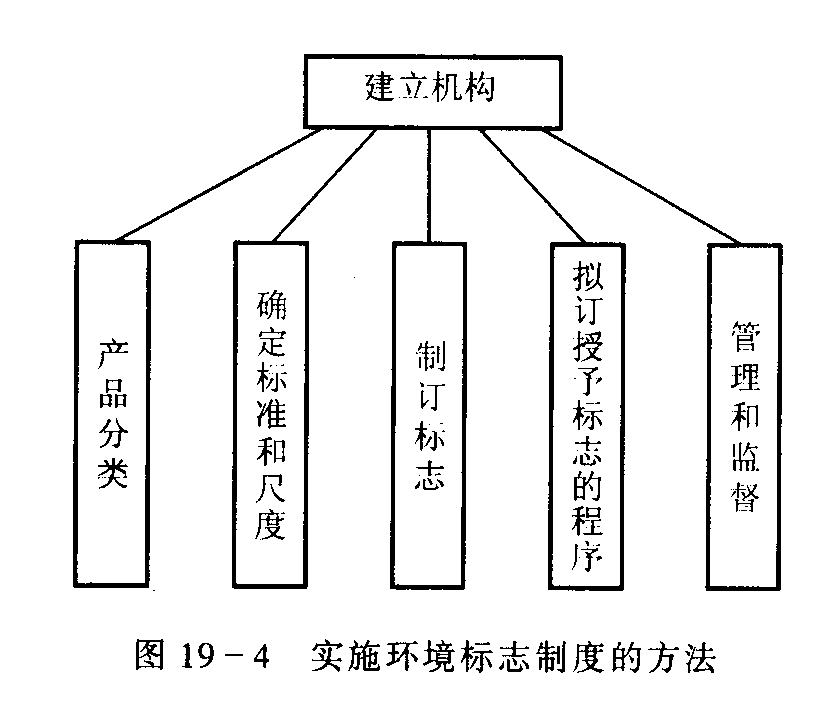 建立机构
产品分类
确定标准和尺度
制订标志
拟订授予标志的程序
管理和监督
图 19-4 实施环境标志制度的方法